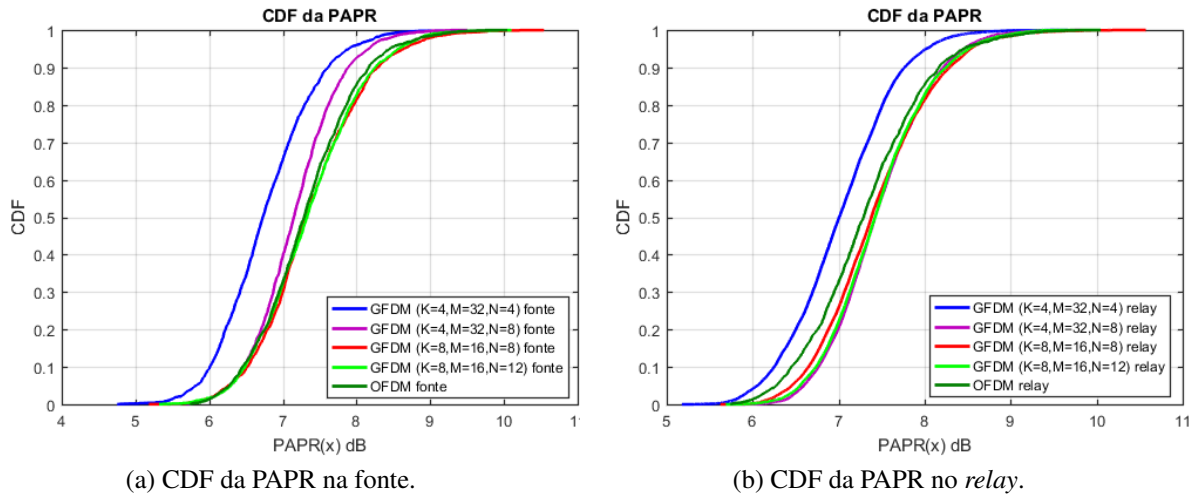 CDF da PAPR
1
0.9
0.8
0.7
0.6
0.5
0.4
0.3
0.2
0.1
0
CDF
GFDM (K=4,M=32,N=4) fonte
GFDM (K=4,M=32,N=8) fonte
GFDM (K=8,M=16,N=8) fonte
GFDM (K=8,M=16,N=12) fonte
OFDM fonte
4 5 6 7 8 9 10 11
PAPR(x) dB
(a) CDF da PAPR na fonte.
CDF da PAPR
1
0.9
0.8
0.7
0.6
0.5
0.4
0.3
0.2
0.1
0
CDF
GFDM (K=4,M=32,N=4) relay
GFDM (K=4,M=32,N=8) relay
GFDM (K=8,M=16,N=8) relay
GFDM (K=8,M=16,N=12) relay
OFDM relay
5 6 7 8 9 10 11
PAPR(x) dB
(b) CDF da PAPR no relay.